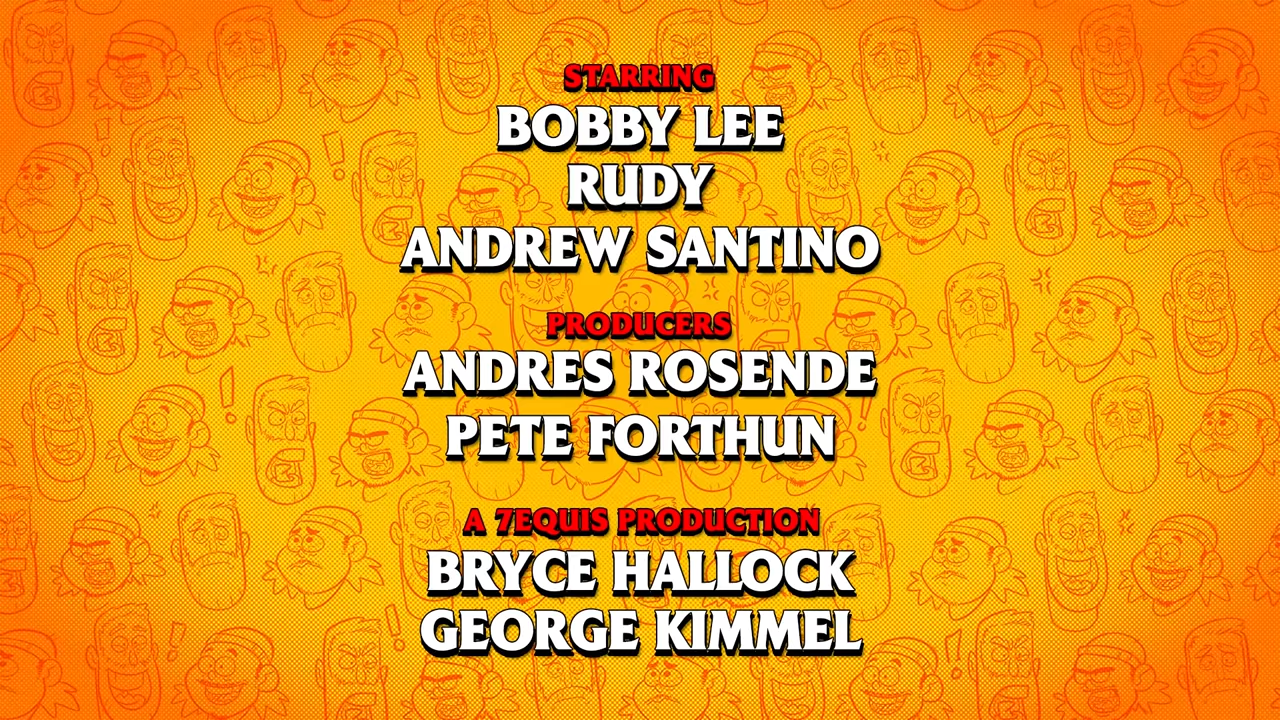 STARRING
BOBBY LEE
RUDY
ANDREW SANTINO
PRODUCERS
ANDRES ROSENDE
PETE FORTHUN
A 7EQUIS PRODUCTION
BRYCE HALLOCK
GEORGE KIMMEL